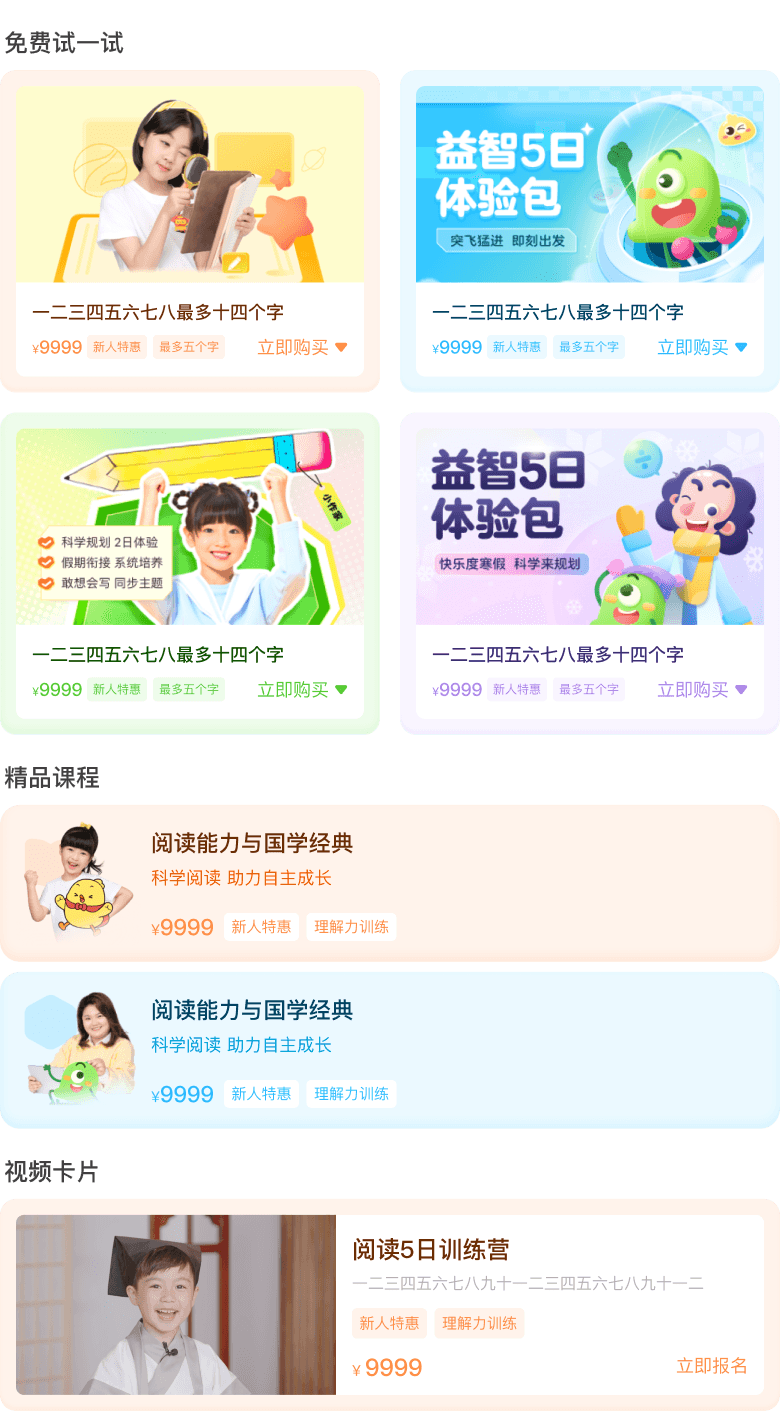 免费试一试
益智5日
体验包
突飞猛进 即刻出发
一二三四五六七八最多十四个字
¥9999 新人特惠 最多五个字 立即购买
一二三四五六七八最多十四个字
¥9999 新人特惠 最多五个字 立即购买
小作家
科学规划 2日体验
假期衔接 系统培养
敢想会写 同步主题
一二三四五六七八最多十四个字
¥9999 新人特惠 最多五个字 立即购买
益智5日
体验包
快乐度寒假 科学来规划
一二三四五六七八最多十四个字
¥9999 新人特惠 最多五个字 立即购买
精品课程
阅读能力与国学经典
科学阅读 助力自主成长
¥9999 新人特惠 理解力训练
阅读能力与国学经典
科学阅读 助力自主成长
¥9999 新人特惠 理解力训练
视频卡片
阅读5日训练营
一二三四五六七八九十一二三四五六七八九十一二
新人特惠 理解力训练
¥ 9999 立即报名